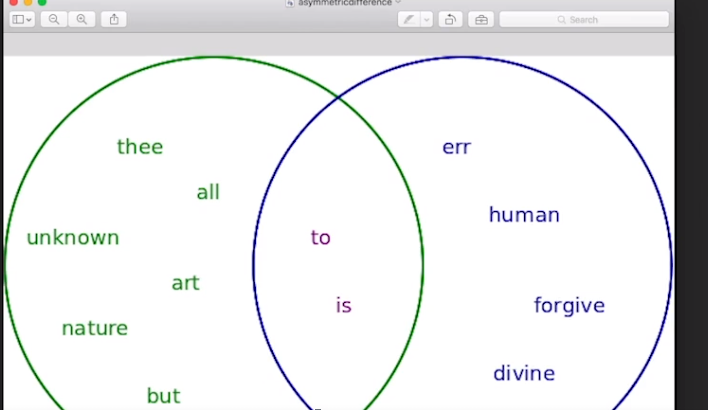 asymmetricdifference
Search
thee
err
all
human
unknown
to
art
is
forgive
nature
divine
but